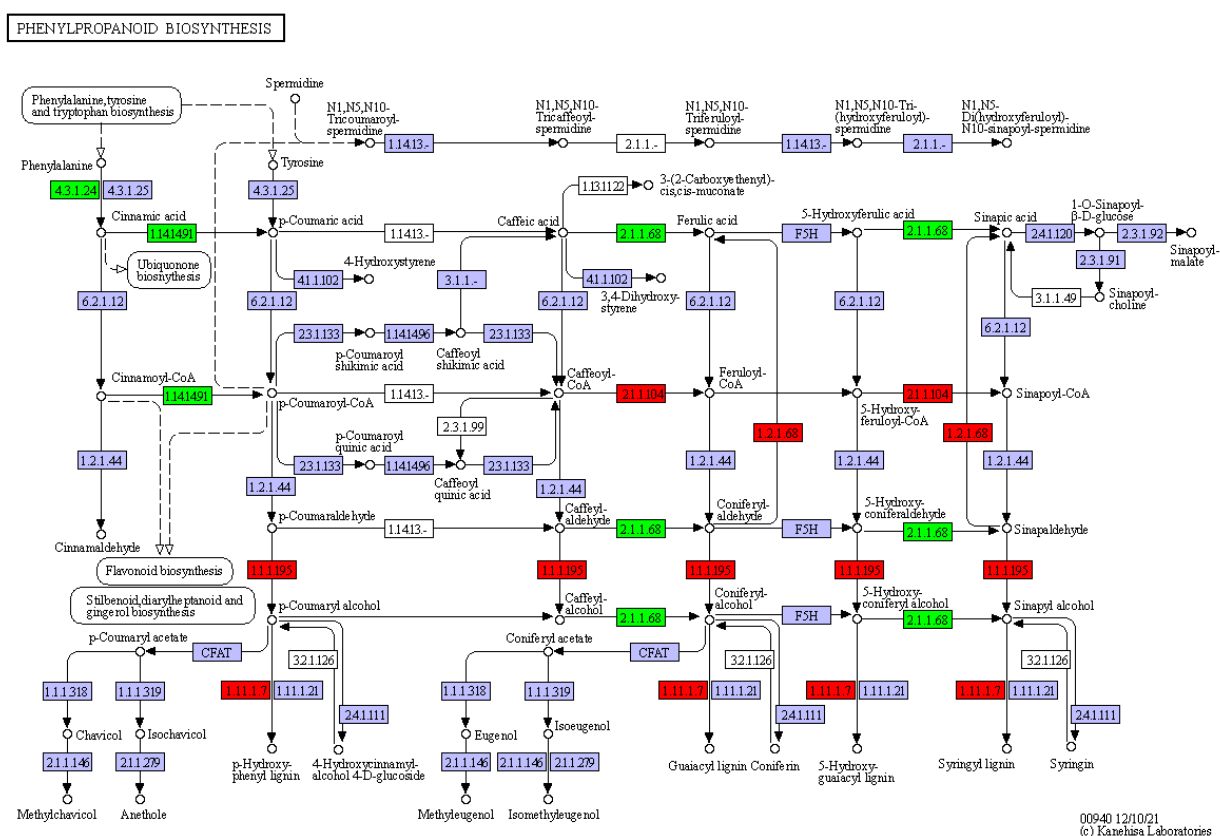 PHENYLPROPANOID BIOSYNTHESIS
Phenylalanine,tyrosine
and tryptophan biosynthesis
Spermidine
N1,N5,N10-
Tricoumaroyl-
spermidine
1.14.13.-
N1,N5,N10-
Tricaffeoyl-
spermidine
2.1.1.-
N1,N5,N10-
Triferuloyl-
spermidine
1.14.13.-
N1,N5,N10-Tri-
(hydroxyferuloyl)-
spermidine
2.1.1.-
N1,N5-
Di(hydroxyferuloyl)-
N10-sinapoyl-spermidine
Phenylalanine
Tyrosine
4.3.1.24
4.3.1.25
4.3.1.25
1.13.11.22
3-(2-Carboxyethenyl)-
cis,cis-muconate
Cinnamic acid
1.14.14.91
p-Coumaric acid
1.14.13.-
Caffeic acid
2.1.1.68
Ferulic acid
F5H
5-Hydroxyferulic acid
2.1.1.68
Sinapic acid
2.4.1.120
1-O-Sinapoyl-
β-D-glucose
2.3.1.92
Sinapoyl-
malate
2.3.1.91
3.1.1.49
Sinapoyl-
choline
Ubiquonone
biosnythesis
4.1.1.102
4-Hydroxystyrene
3.1.1.-
4.1.1.102
3,4-Dihydroxy-
styrene
6.2.1.12
6.2.1.12
6.2.1.12
6.2.1.12
6.2.1.12
6.2.1.12
2.3.1.133
p-Coumaroyl
shikimic acid
1.14.14.96
Caffeoyl
shikimic acid
2.3.1.133
Cinnamoyl-CoA
1.14.14.91
p-Coumaroyl-CoA
1.14.13.-
Caffeoyl-
CoA
2.1.1.104
Feruloyl-
CoA
5-Hydroxy-
feruloyl-CoA
2.1.1.104
Sinapoyl-CoA
2.3.1.99
1.2.1.68
1.2.1.68
p-Coumaroyl
quinic acid
2.3.1.133
1.14.14.96
Caffeoyl
quinic acid
2.3.1.133
1.2.1.44
1.2.1.44
1.2.1.44
1.2.1.44
1.2.1.44
1.2.1.44
Cinnamaldehyde
p-Coumaraldehyde
1.14.13.-
Caffeyl-
aldehyde
2.1.1.68
Coniferyl-
aldehyde
F5H
5-Hydroxy-
coniferaldehyde
2.1.1.68
Sinapaldehyde
Flavonoid biosynthesis
1.1.1.195
1.1.1.195
1.1.1.195
1.1.1.195
1.1.1.195
Stilbenoid,diarylheptanoid and
gingerol biosynthesis
p-Coumaryl alcohol
Caffeyl-
alcohol
2.1.1.68
Coniferyl-
alcohol
F5H
5-Hydroxy-
coniferyl alcohol
2.1.1.68
Sinapyl alcohol
p-Coumaryl acetate
CFAT
3.2.1.126
Coniferyl acetate
CFAT
3.2.1.126
3.2.1.126
1.1.1.318
1.1.1.319
1.11.1.7
1.11.1.21
1.1.1.318
1.1.1.319
1.11.1.7
1.11.1.21
1.11.1.7
1.11.1.21
1.11.1.7
1.11.1.21
2.4.1.111
2.4.1.111
2.4.1.111
Chavicol
Isochavicol
Eugenol
Isoeugenol
2.1.1.146
2.1.1.279
p-Hydroxy-
phenyl lignin
4-Hydroxycinnamyl-
alcohol 4-D-glucoside
2.1.1.146
2.1.1.146
2.1.1.279
Guaiacyl lignin
Coniferin
5-Hydroxy-
guaiacyl lignin
Syringyl lignin
Syringin
Methylchavicol
Anethole
Methyleugenol
Isomethyleugenol
00940 12/10/21
(c) Kanehisa Laboratories